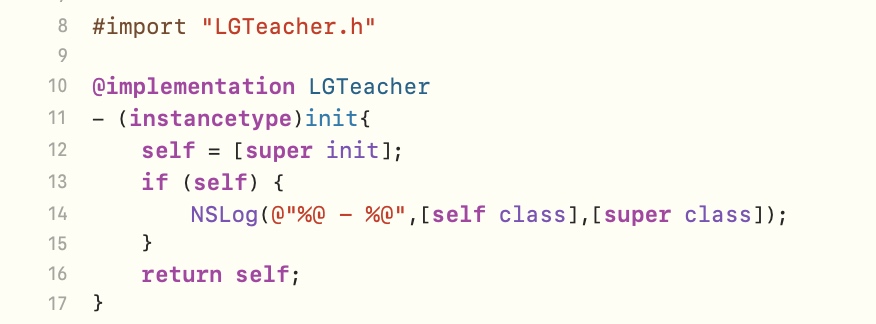 8 #import "LGTeacher.h"
9
10 @implementation LGTeacher
11 - (instancetype)init{
12 self = [super init];
13 if (self) {
14 NSLog(@"%@ - %@",[self class],[super class]);
15 }
16 return self;
17 }